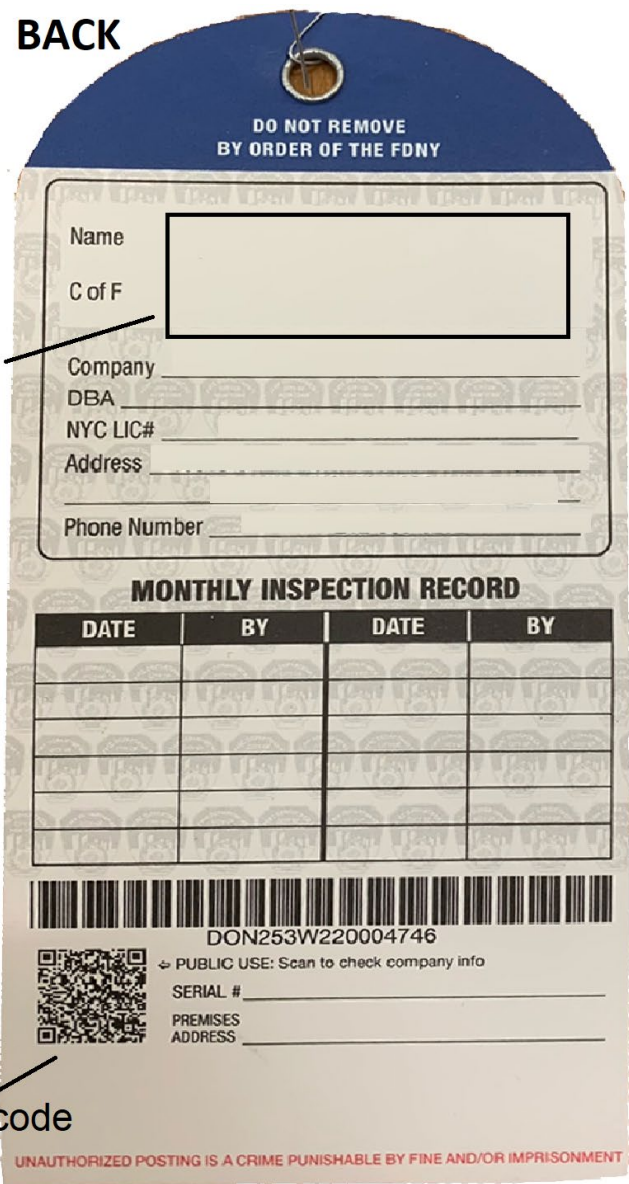 BACK
DO NOT REMOVE
BY ORDER OF THE FDNY
Name
C of F
Company
DBA
NYC LIC#
Address
Phone Number
MONTHLY INSPECTION RECORD
DATE BY DATE BY
DON253W220004746
⇦ PUBLIC USE: Scan to check company info
SERIAL #
PREMISES
ADDRESS
code
UNAUTHORIZED POSTING IS A CRIME PUNISHABLE BY FINE AND/OR IMPRISONMENT